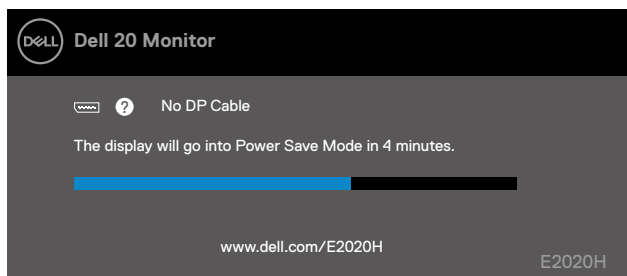 DELL Dell 20 Monitor
? No DP Cable
The display will go into Power Save Mode in 4 minutes.
www.dell.com/E2020H
E2020H